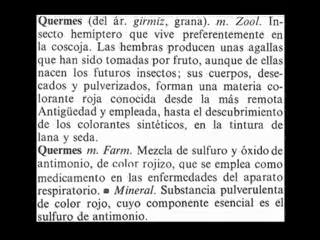 Quermes (del ár. girmiz, grana). m. Zool. In-
secto hemíptero que vive preferentemente en
la coscoja. Las hembras producen unas agallas
que han sido tomadas por fruto, aunque de ellas
nacen los futuros insectos; sus cuerpos, dese-
cados y pulverizados, forman una materia co-
lorante roja conocida desde la más remota
Antigüedad y empleada, hasta el descubrimiento
de los colorantes sintéticos, en la tintura de
lana y seda.
Quermes m. Farm. Mezcla de sulfuro y óxido de
antimonio, de color rojizo, que se emplea como
medicamento en las enfermedades del aparato
respiratorio. ■ Mineral. Substancia pulverulenta
de color rojo, cuyo componente esencial es el
sulfuro de antimonio.